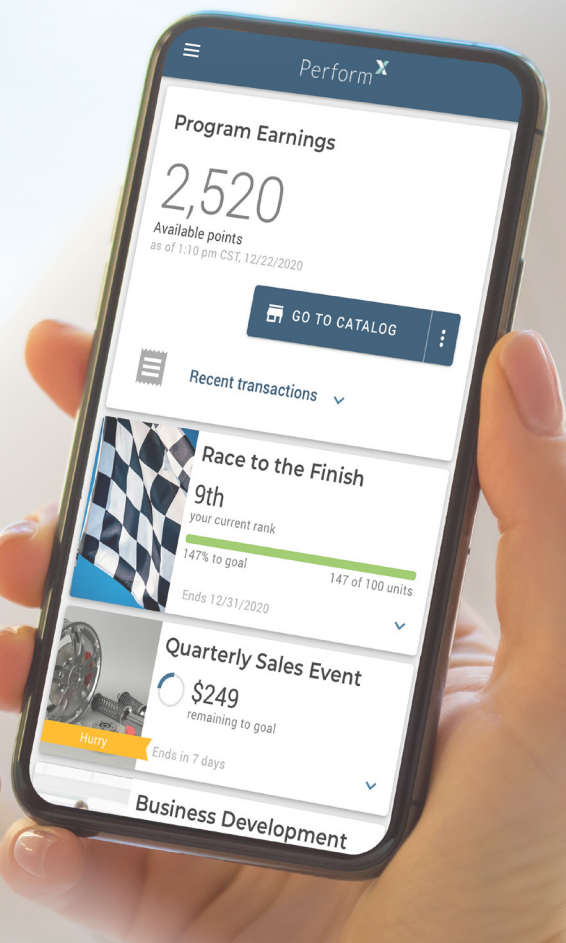 Perform X
Program Earnings
2,520
Available points
as of 1:10 pm CST, 12/22/2020
GO TO CATALOG
Recent transactions
Race to the Finish
9th
your current rank
147% to goal
147 of 100 units
Ends 12/31/2020
Quarterly Sales Event
$249
remaining to goal
Hurry
Ends in 7 days
Business Development